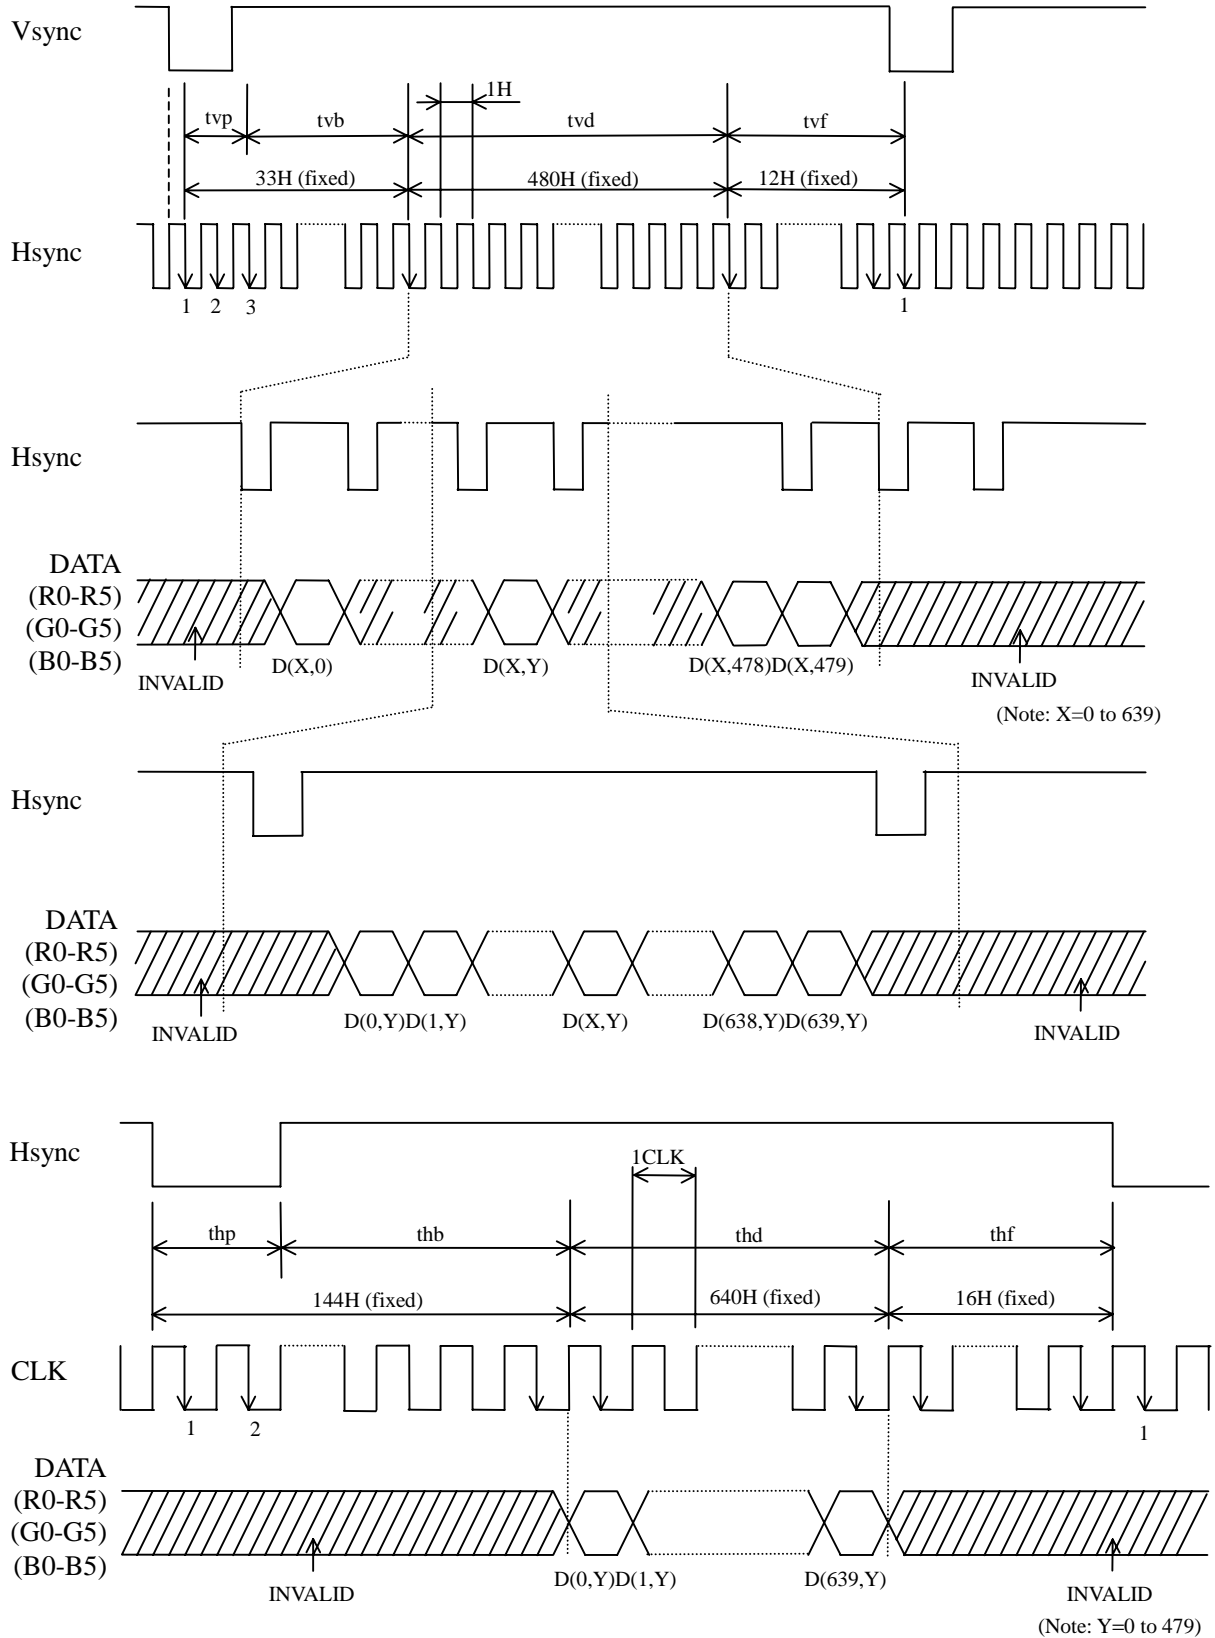 Vsync
1H
tvp tvb tvd tvf
33H (fixed) 480H (fixed) 12H (fixed)
Hsync
1 2 3 1
Hsync
DATA
(R0-R5)
(G0-G5)
(B0-B5)
D(X,0) D(X,Y) D(X,478)D(X,479)
INVALID INVALID
(Note: X=0 to 639)
Hsync
DATA
(R0-R5)
(G0-G5)
(B0-B5)
D(0,Y)D(1,Y) D(X,Y) D(638,Y)D(639,Y)
INVALID INVALID
Hsync
1CLK
thp thb thd thf
144H (fixed) 640H (fixed) 16H (fixed)
CLK
1 2 1
DATA
(R0-R5)
(G0-G5)
(B0-B5)
D(0,Y)D(1,Y) D(639,Y)
INVALID INVALID
(Note: Y=0 to 479)